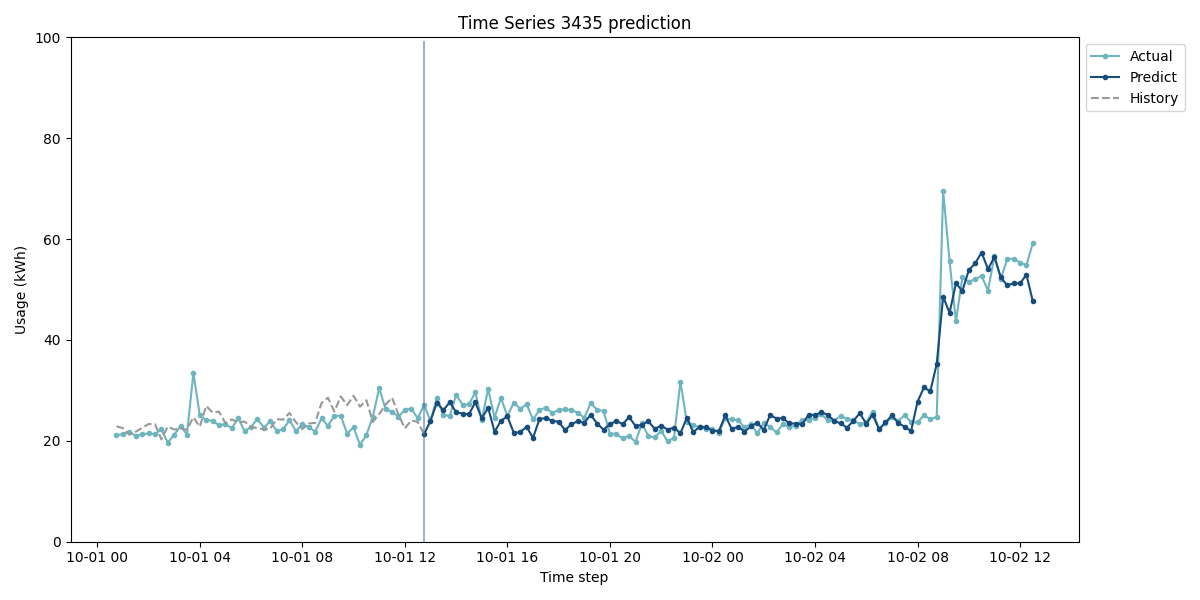 Time Series 3435 prediction
Usage (kWh)
100
80
60
40
20
0
10-01 00
10-01 04
10-01 08
10-01 12
10-01 16
10-01 20
10-02 00
10-02 04
10-02 08
10-02 12
Time step
Actual
Predict
History